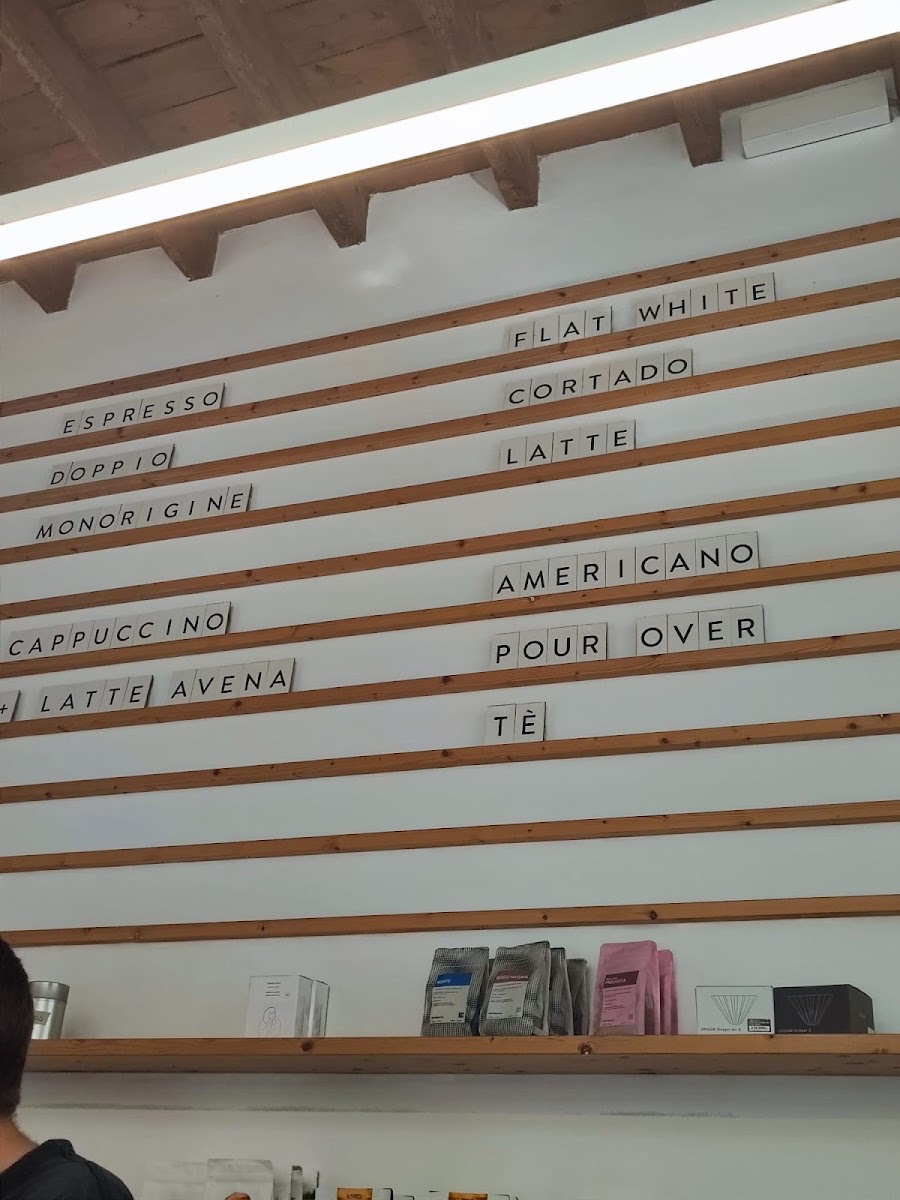 ESPRESSO
DOPPIO
MONORIGINE
CAPPUCCINO
+ LATTE AVENA
FLAT WHITE
CORTADO
LATTE
AMERICANO
POUR OVER
TÈ